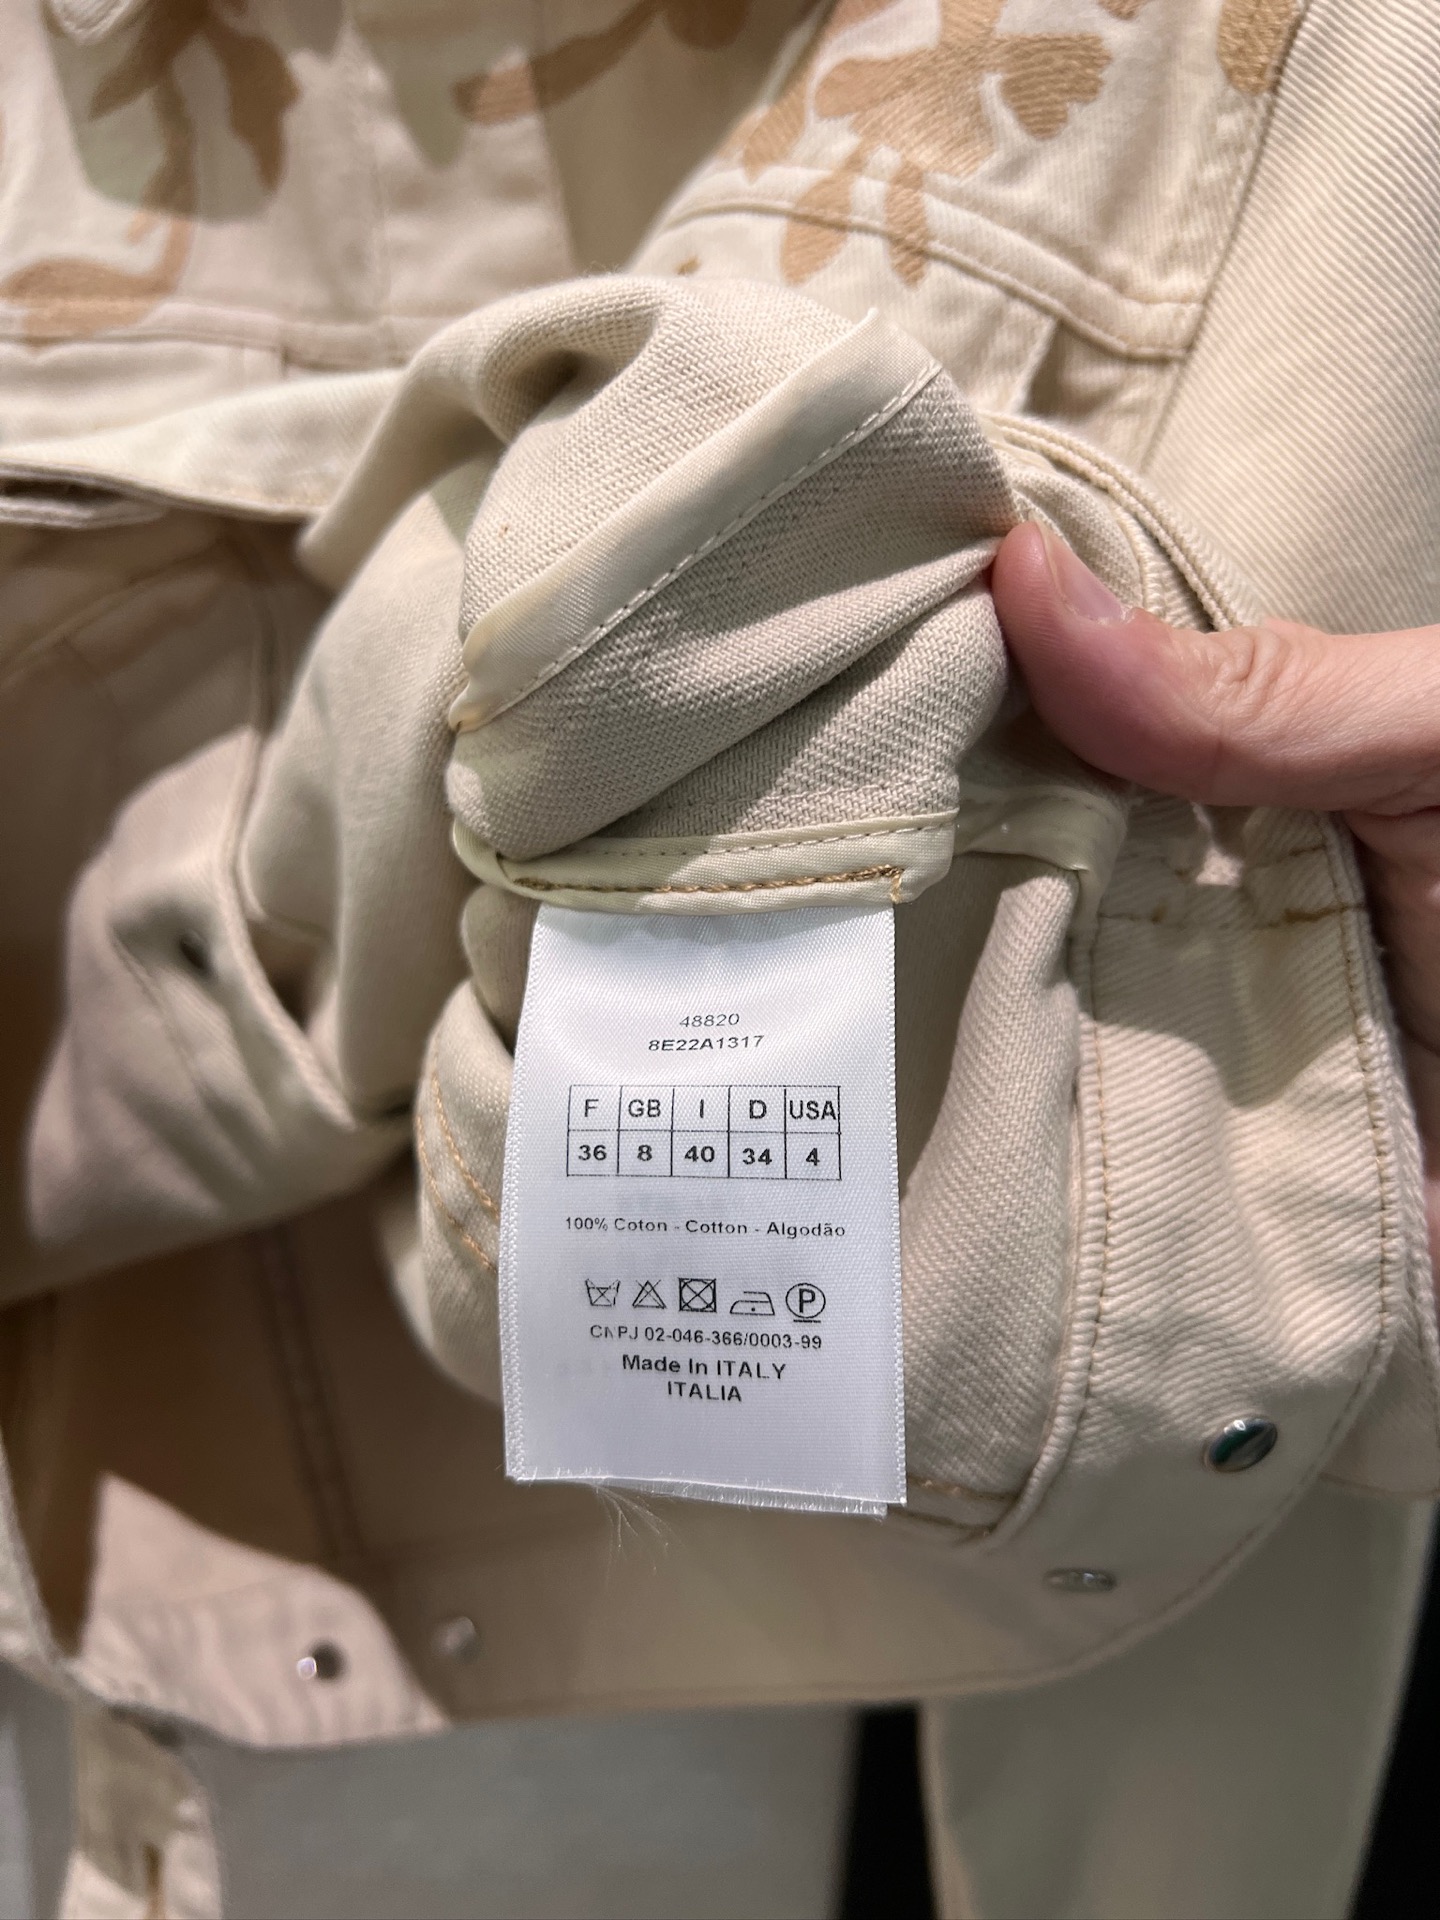 48820
8E22A1317
F GB I D USA
36 8 40 34 4
100% Coton - Cotton - Algodão
P
CNPJ 02-046-366/0003-99
Made In ITALY
ITALIA